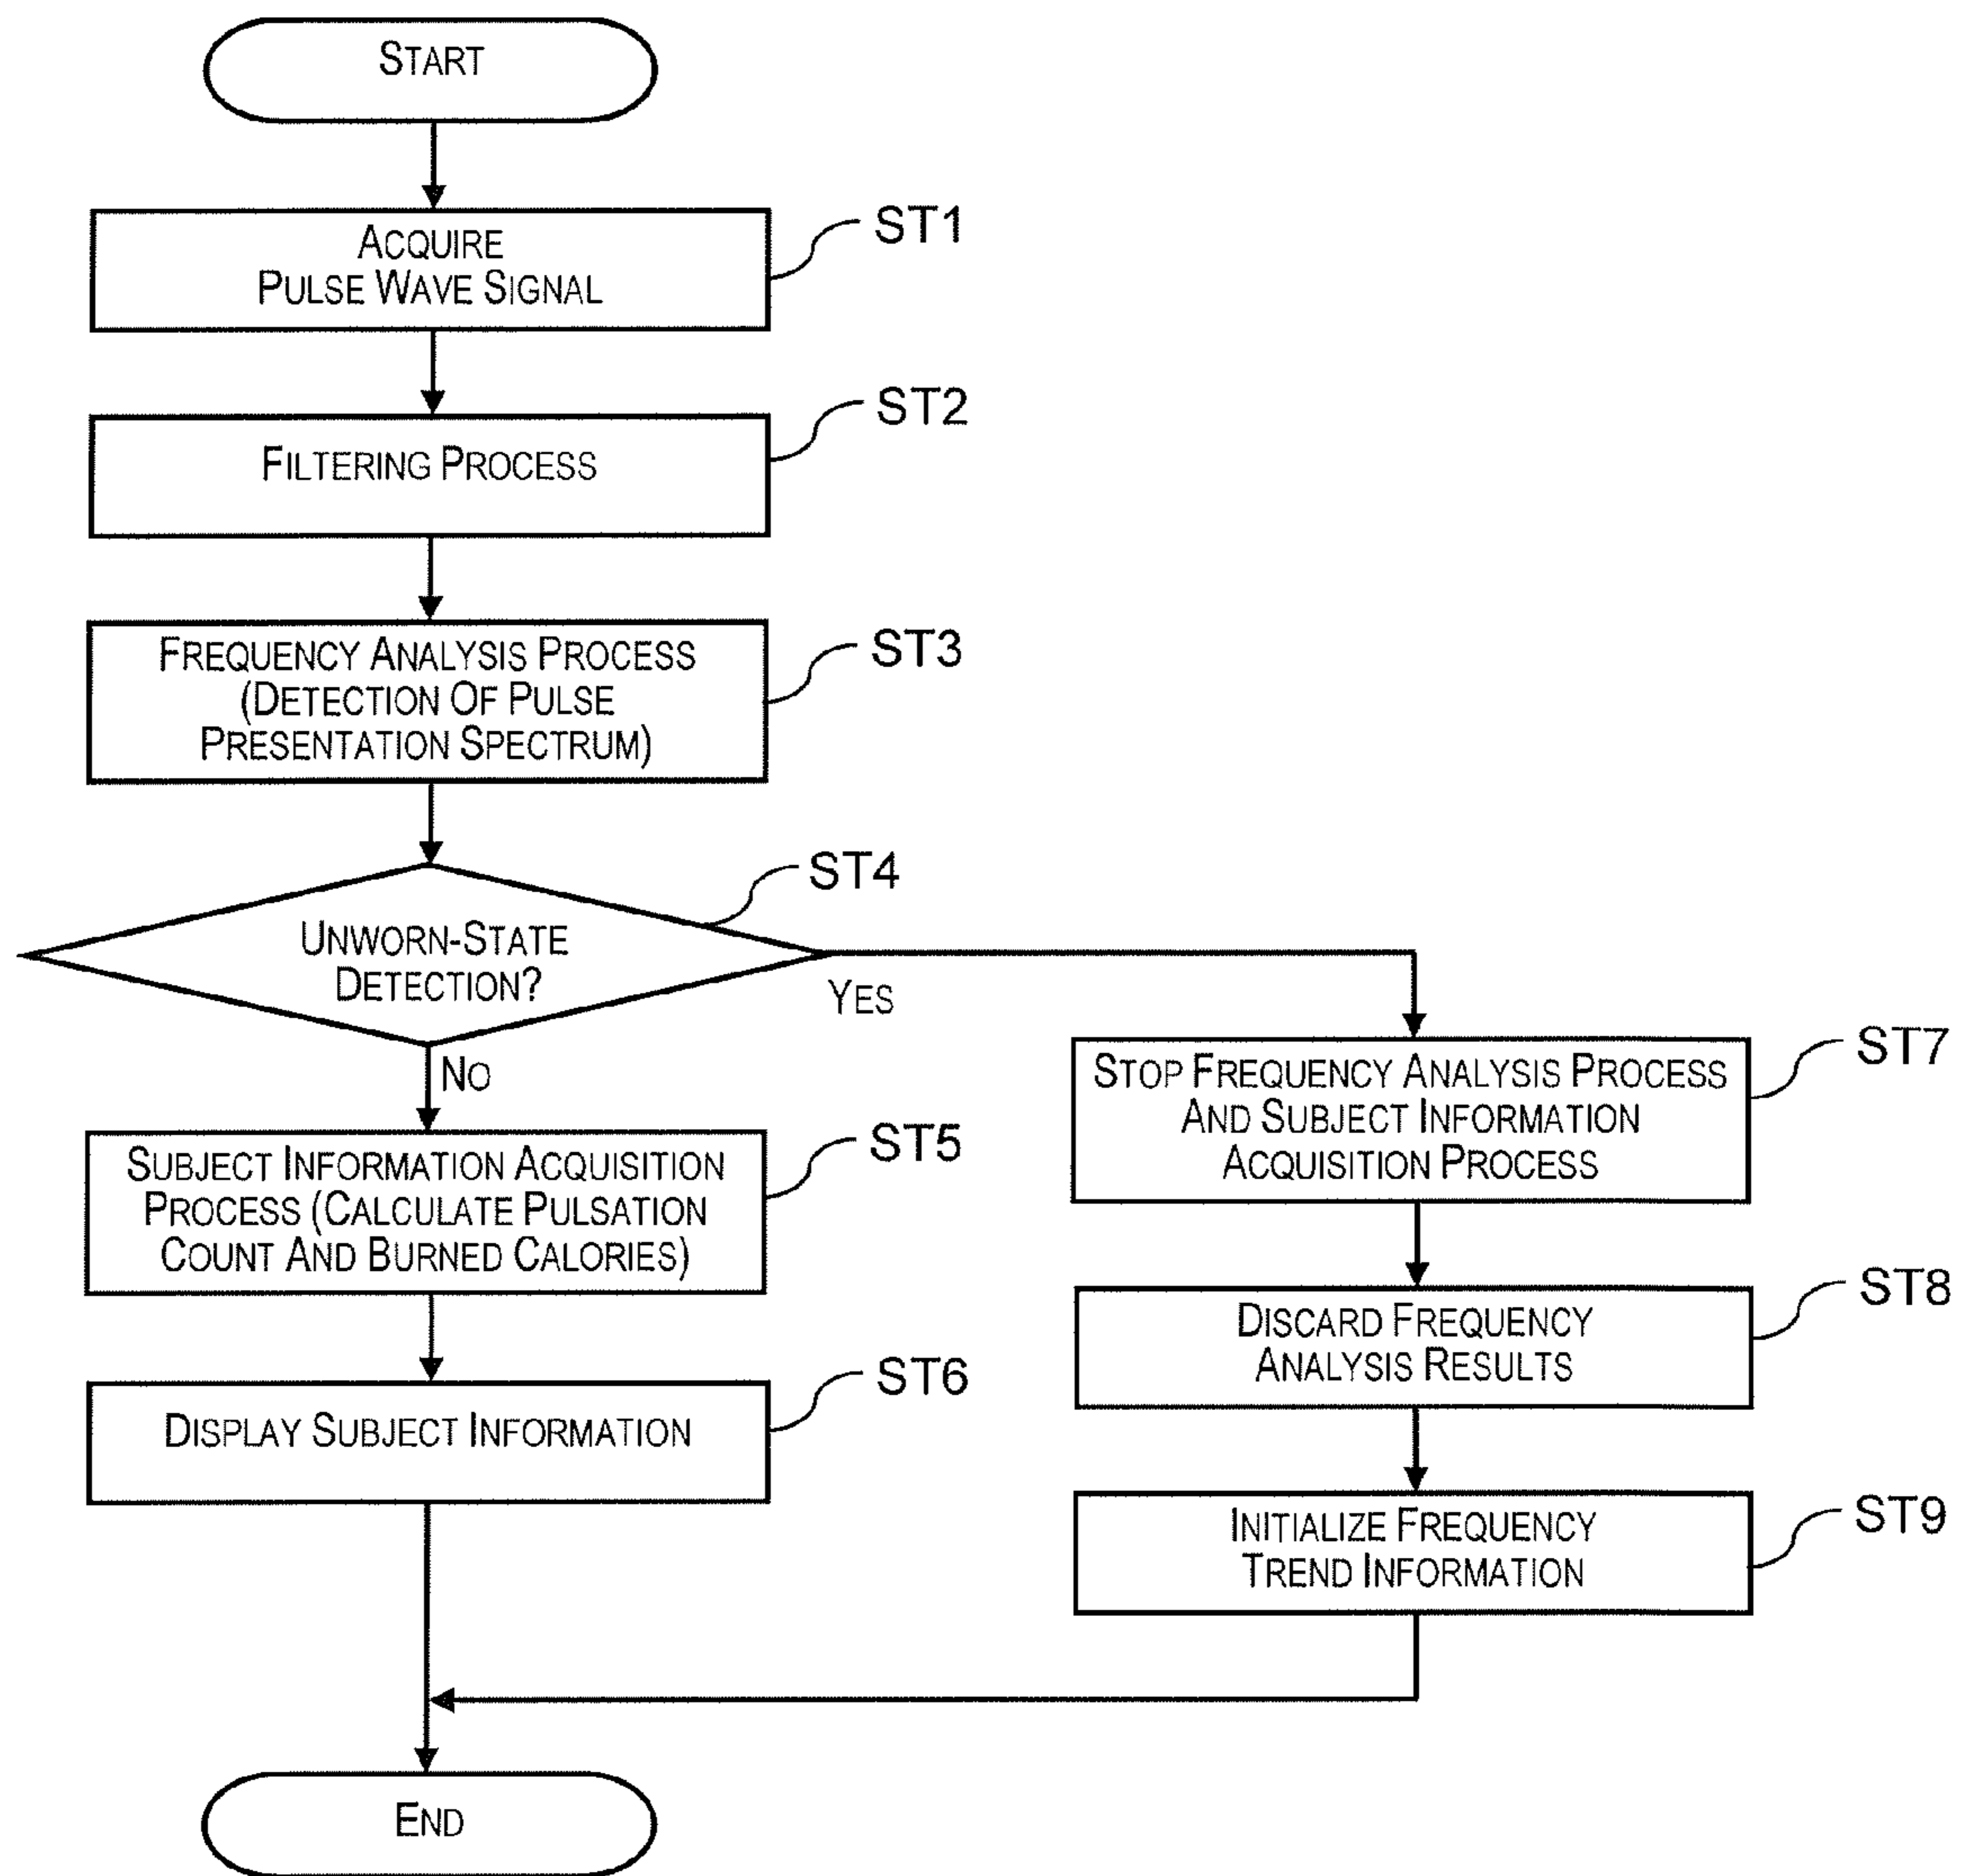 START
ACQUIRE
PULSE WAVE SIGNAL
ST1
FILTERING PROCESS
ST2
FREQUENCY ANALYSIS PROCESS
(DETECTION OF PULSE
PRESENTATION SPECTRUM)
ST3
UNWORN-STATE
DETECTION?
ST4
YES
NO
SUBJECT INFORMATION ACQUISITION
PROCESS (CALCULATE PULSATION
COUNT AND BURNED CALORIES)
ST5
DISPLAY SUBJECT INFORMATION
ST6
STOP FREQUENCY ANALYSIS PROCESS
AND SUBJECT INFORMATION
ACQUISITION PROCESS
ST7
DISCARD FREQUENCY
ANALYSIS RESULTS
ST8
INITIALIZE FREQUENCY
TREND INFORMATION
ST9
END